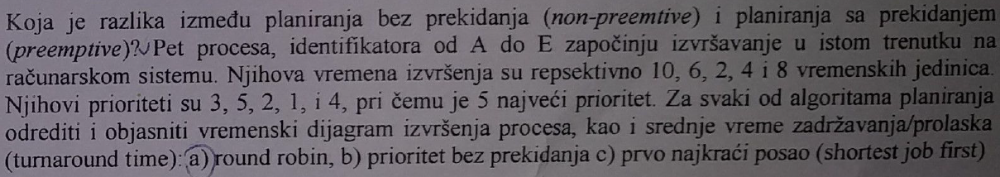 Koja je razlika između planiranja bez prekidanja (non-preemtive) i planiranja sa prekidanjem
(preemptive)? Pet procesa, identifikatora od A do E započinju izvršavanje u istom trenutku na
računarskom sistemu. Njihova vremena izvršenja su repsektivno 10, 6, 2, 4 i 8 vremenskih jedinica.
Njihovi prioriteti su 3, 5, 2, 1, i 4, pri čemu je 5 najveći prioritet. Za svaki od algoritama planiranja
odrediti i objasniti vremenski dijagram izvršenja procesa, kao i srednje vreme zadržavanja/prolaska
(turnaround time): a) round robin, b) prioritet bez prekidanja c) prvo najkraći posao (shortest job first)